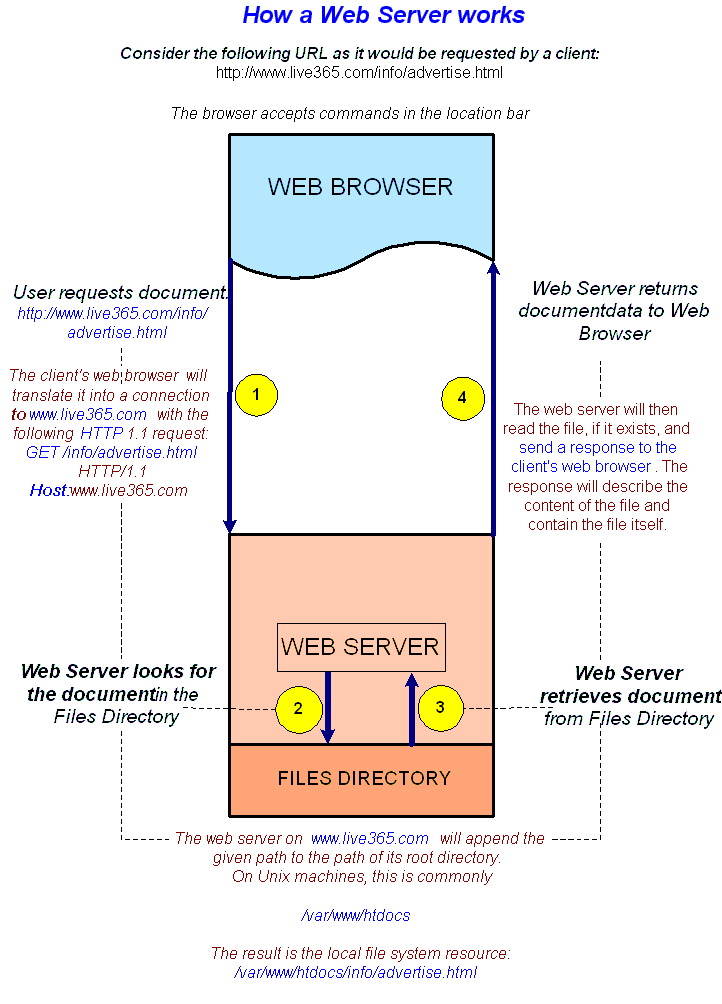 How a Web Server works
Consider the following URL as it would be requested by a client:
http://www.live365.com/info/advertise.html
The browser accepts commands in the location bar
WEB BROWSER
User requests document.
http://www.live365.com/info/
advertise.html
The client's web browser will
translate it into a connection
to www.live365.com with the
following HTTP 1.1 request:
GET /info/advertise.html
HTTP/1.1
Host:www.live365.com
1
4
Web Server returns
documentdata to Web
Browser
The web server will then
read the file, if it exists, and
send a response to the
client's web browser . The
response will describe the
content of the file and
contain the file itself.
WEB SERVER
Web Server looks for
the documentin the
Files Directory
2
3
Web Server
retrieves document
from Files Directory
FILES DIRECTORY
The web server on www.live365.com will append the
given path to the path of its root directory.
On Unix machines, this is commonly
/var/www/htdocs
The result is the local file system resource:
/var/www/htdocs/info/advertise.html